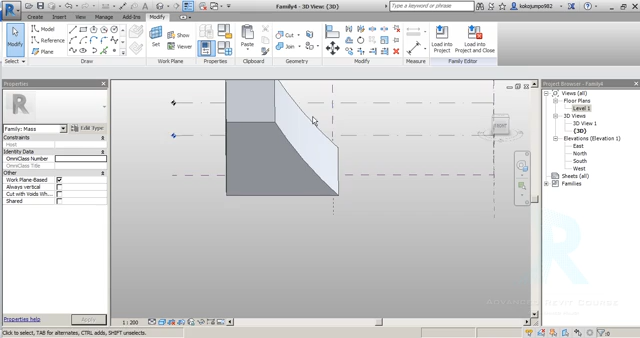 Family4 - 3D View: {3D}
Type a keyword or phrase
kokojumpo982
Create Insert View Manage Add-Ins Modify
Modify
Model
Reference
Plane
Set
Show
Viewer
Paste
Cut
Join
Load into
Project
Load into
Project and Close
Select Draw Work Plane Properties Clipboard Geometry Modify Measure Family Editor
Properties
Family: Mass
Edit Type
Constraints
Host
Identity Data
OmniClass Number
OmniClass Title
Other
Work Plane-Based
Always vertical
Cut with Voids Wh...
Shared
Properties help
Apply
FRONT
Project Browser - Family4
Views (all)
Floor Plans
Level 1
3D Views
3D View 1
{3D}
Elevations (Elevation 1)
East
North
South
West
Sheets (all)
Families
ADVANCED REVIT COURSE
1 : 200
Click to select, TAB for alternates, CTRL adds, SHIFT unselects.
:0